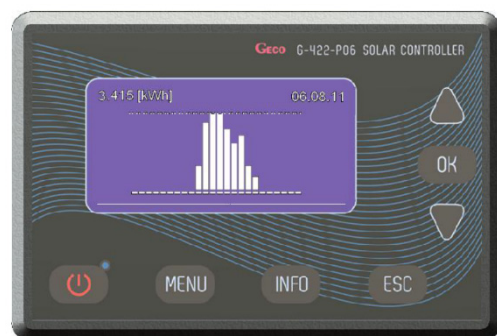 GECO G-422-P06 SOLAR CONTROLLER
3.415 [kWh] 06.08.11
OK
MENU INFO ESC